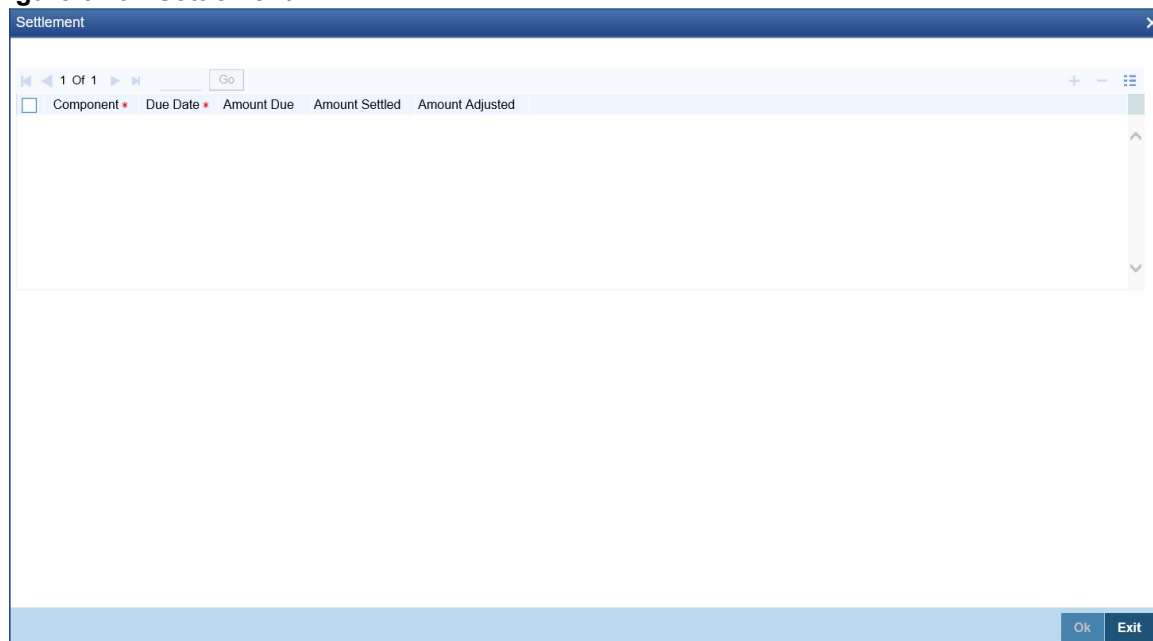 Settlement
1 Of 1 Go
Component * Due Date * Amount Due Amount Settled Amount Adjusted
Ok Exit